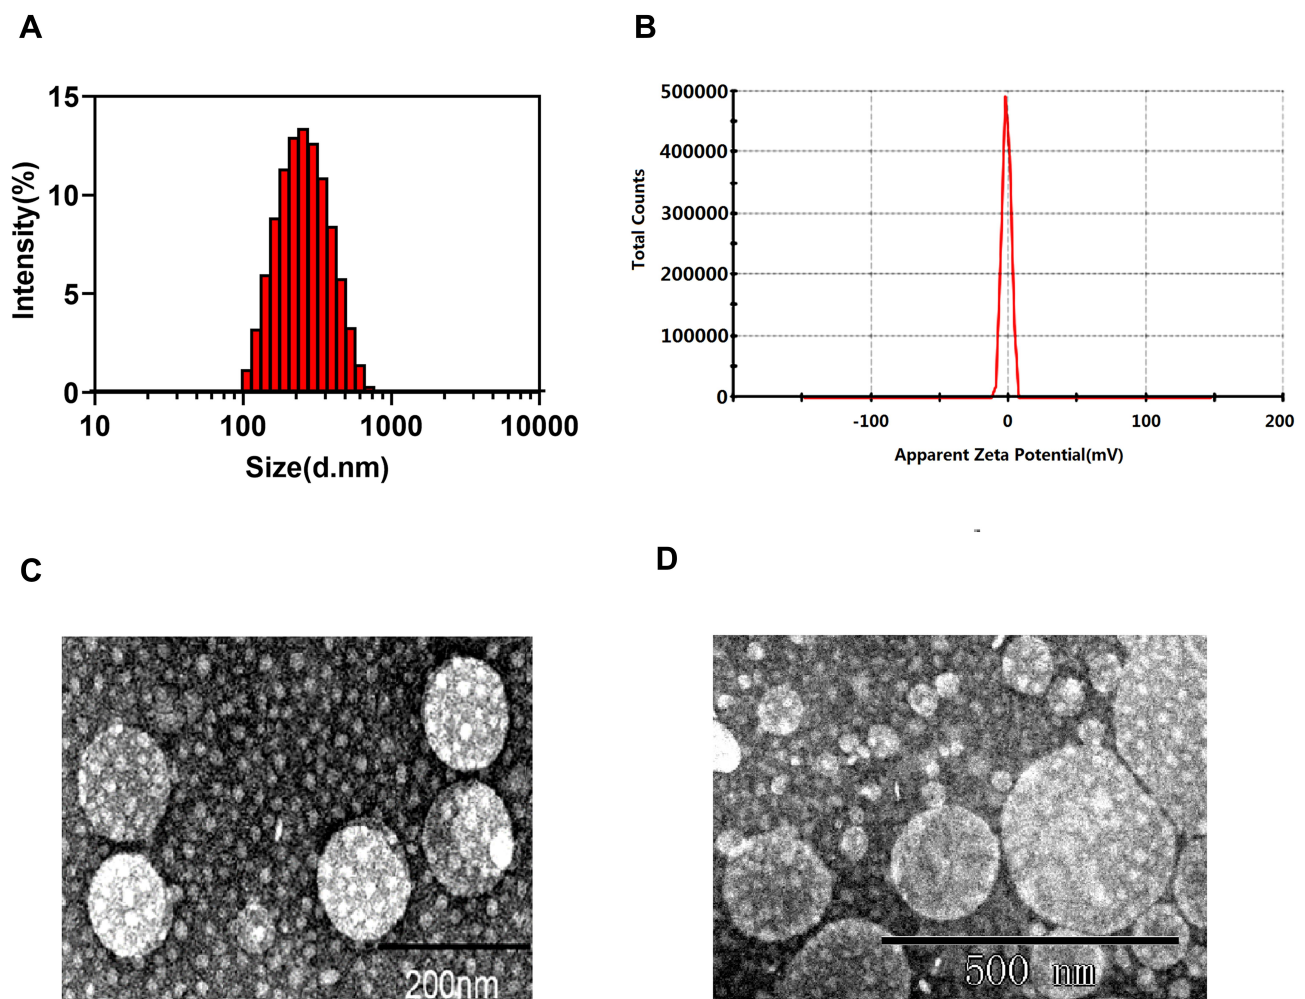 A
B
15
10
5
0
Intensity(%)
10
100
1000
10000
Size(d.nm)
500000
400000
300000
200000
100000
0
Total Counts
-100
0
100
200
Apparent Zeta Potential(mV)
C
D
200nm
500 nm